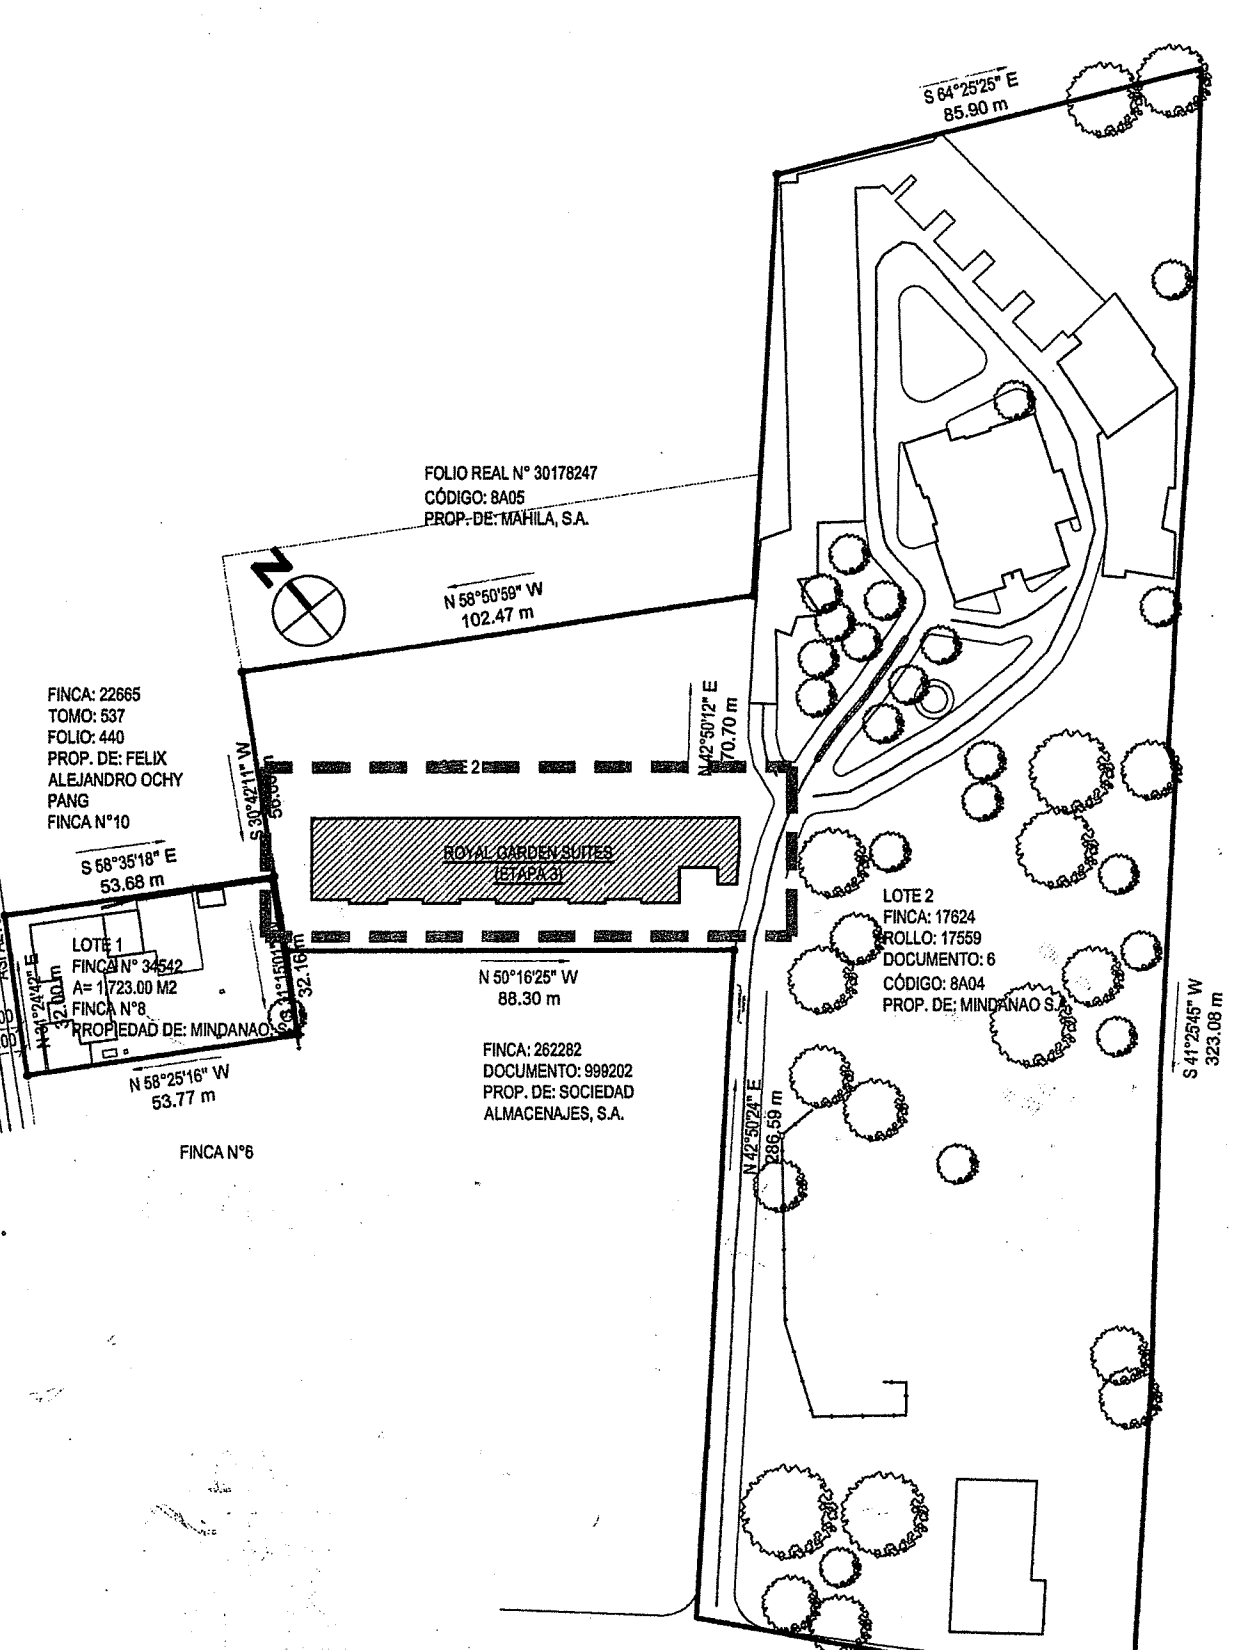 S 64°25'25" E
85.90 m
FOLIO REAL N° 30178247
CÓDIGO: 8A05
PROP. DE: MAHILA, S.A.
N
N 58°50'59" W
102.47 m
FINCA: 22665
TOMO: 537
FOLIO: 440
PROP. DE: FELIX
ALEJANDRO OCHY
PANG
FINCA N°10
S 30°42'11" W
N 42°50'12" E
70.70 m
2
ROYAL GARDEN SUITES
(ETAPA 3)
S 58°35'18" E
53.68 m
LOTE 1
FINCA N° 34542
A= 1,723.00 M2
FINCA N°8
PROPIEDAD DE: MINDANAO
32.00 m
32.16 m
N 58°25'16" W
53.77 m
FINCA N°6
N 50°16'25" W
88.30 m
FINCA: 262282
DOCUMENTO: 999202
PROP. DE: SOCIEDAD
ALMACENAJES, S.A.
LOTE 2
FINCA: 17624
ROLLO: 17559
DOCUMENTO: 6
CÓDIGO: 8A04
PROP. DE: MINDANAO S.A
N 42°50'24" E
286.59 m
S 41°25'45" W
323.08 m